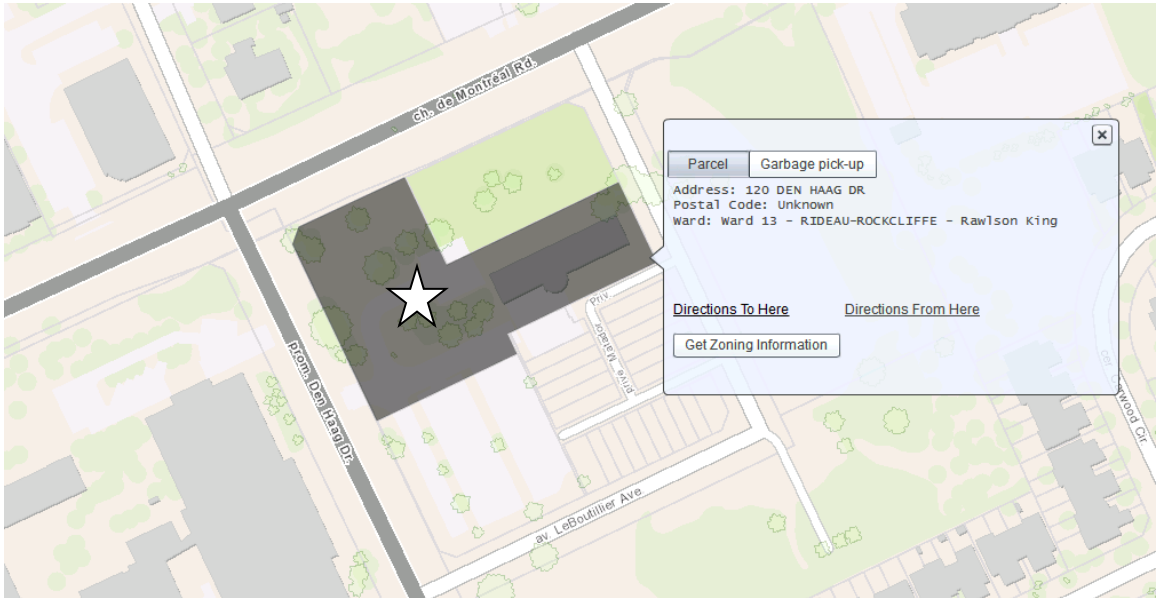 ch. de Montréal Rd.
x
Parcel
Garbage pick-up
Address: 120 DEN HAAG DR
Postal Code: Unknown
Ward: Ward 13 - RIDEAU-ROCKCLIFFE - Rawlson King
Directions To Here
Directions From Here
Get Zoning Information
Priv
privé Matador
prom. Den Haag Dr.
av. LeBoutillier Ave
Carwood Cir